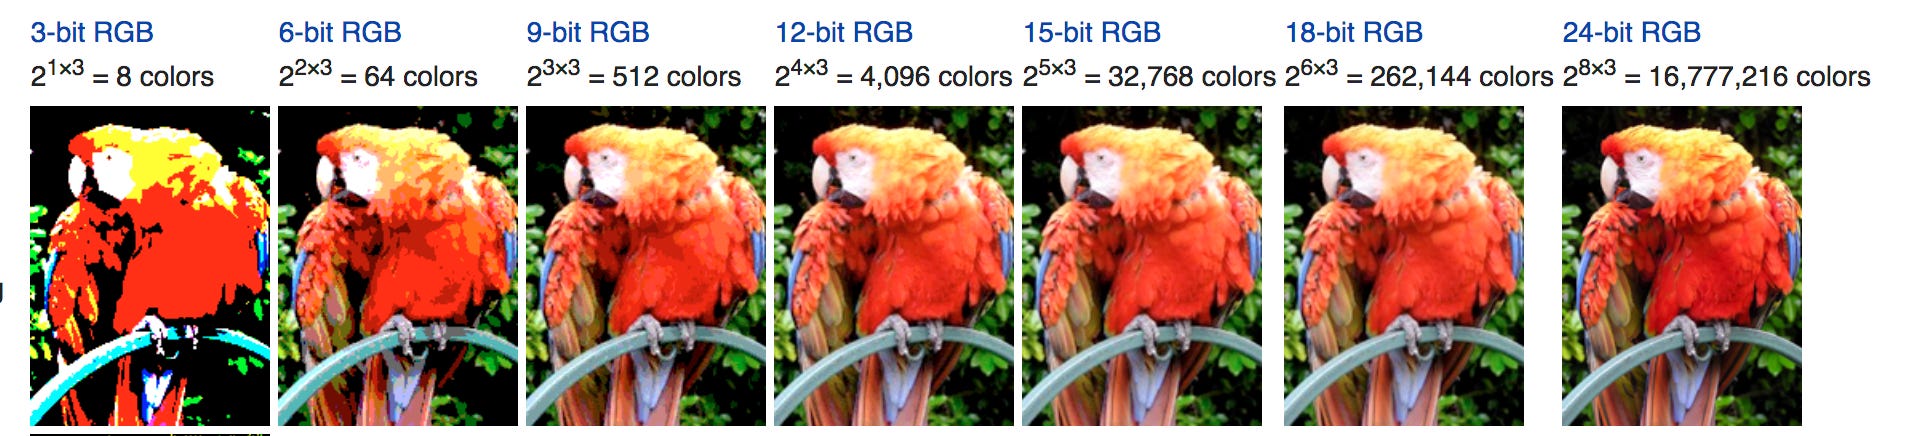 3-bit RGB 6-bit RGB 9-bit RGB 12-bit RGB 15-bit RGB 18-bit RGB 24-bit RGB
2^1×3 = 8 colors 2^2×3 = 64 colors 2^3×3 = 512 colors 2^4×3 = 4,096 colors 2^5×3 = 32,768 colors 2^6×3 = 262,144 colors 2^8×3 = 16,777,216 colors